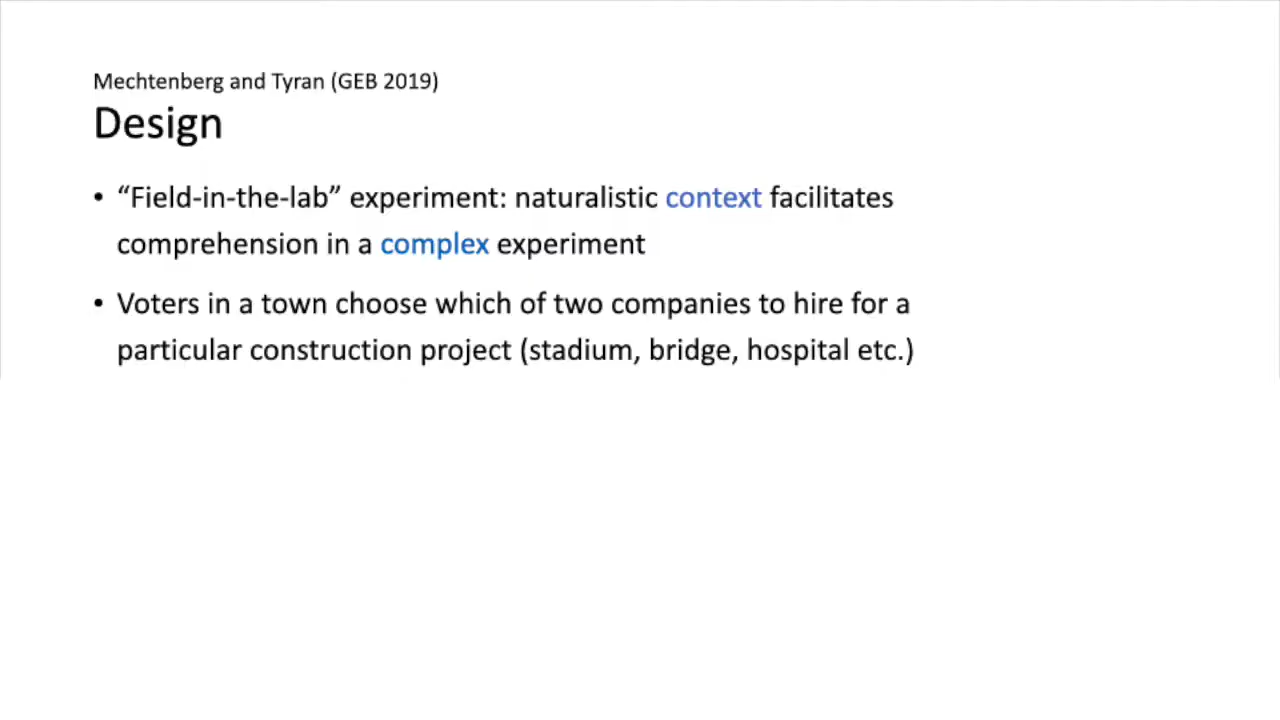 Mechtenberg and Tyran (GEB 2019)
Design
• “Field-in-the-lab” experiment: naturalistic context facilitates
comprehension in a complex experiment
• Voters in a town choose which of two companies to hire for a
particular construction project (stadium, bridge, hospital etc.)